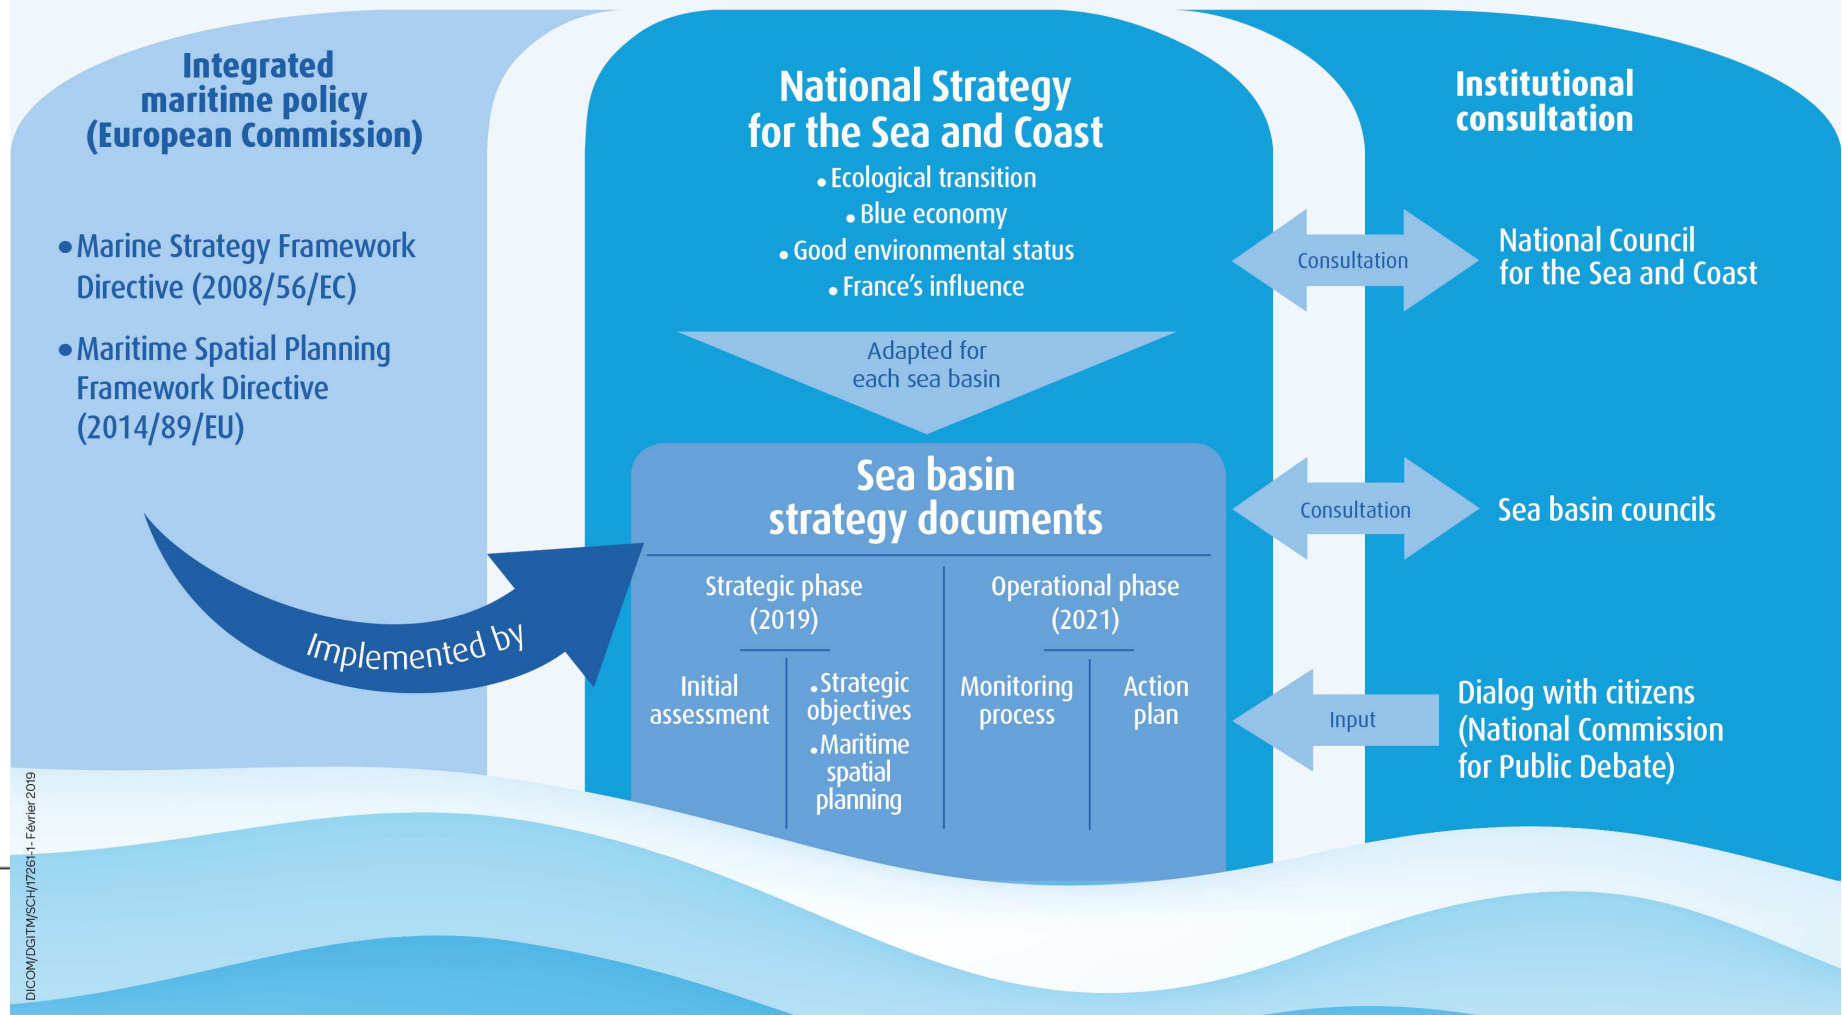 Integrated
maritime policy
(European Commission)
• Marine Strategy Framework
Directive (2008/56/EC)
• Maritime Spatial Planning
Framework Directive
(2014/89/EU)
Implemented by
National Strategy
for the Sea and Coast
• Ecological transition
• Blue economy
• Good environmental status
• France’s influence
Adapted for
each sea basin
Sea basin
strategy documents
Strategic phase
(2019)
Initial
assessment
• Strategic
objectives
• Maritime
spatial
planning
Operational phase
(2021)
Monitoring
process
Action
plan
Institutional
consultation
Consultation
National Council
for the Sea and Coast
Consultation
Sea basin councils
Input
Dialog with citizens
(National Commission
for Public Debate)
DICOM/DGITM/SCH/17261-1- Février 2019